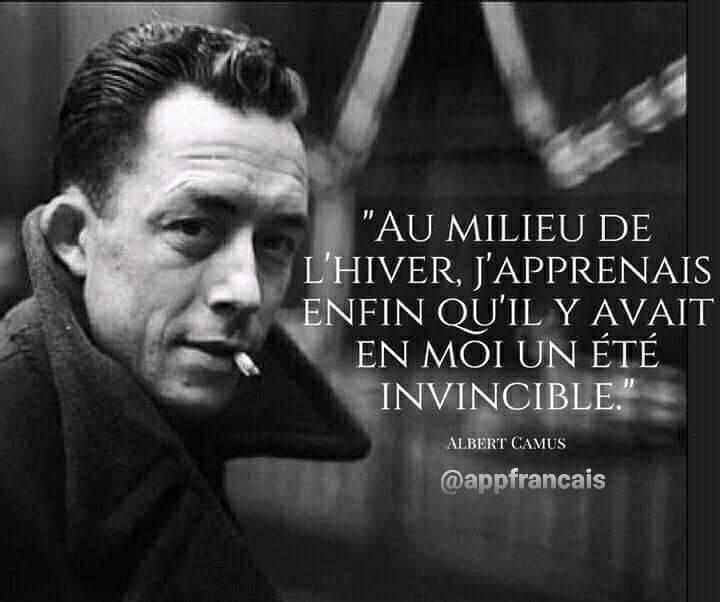 "AU MILIEU DE
L'HIVER, J'APPRENAIS
ENFIN QU'IL Y AVAIT
EN MOI UN ÉTÉ
INVINCIBLE."
ALBERT CAMUS
@appfrancais